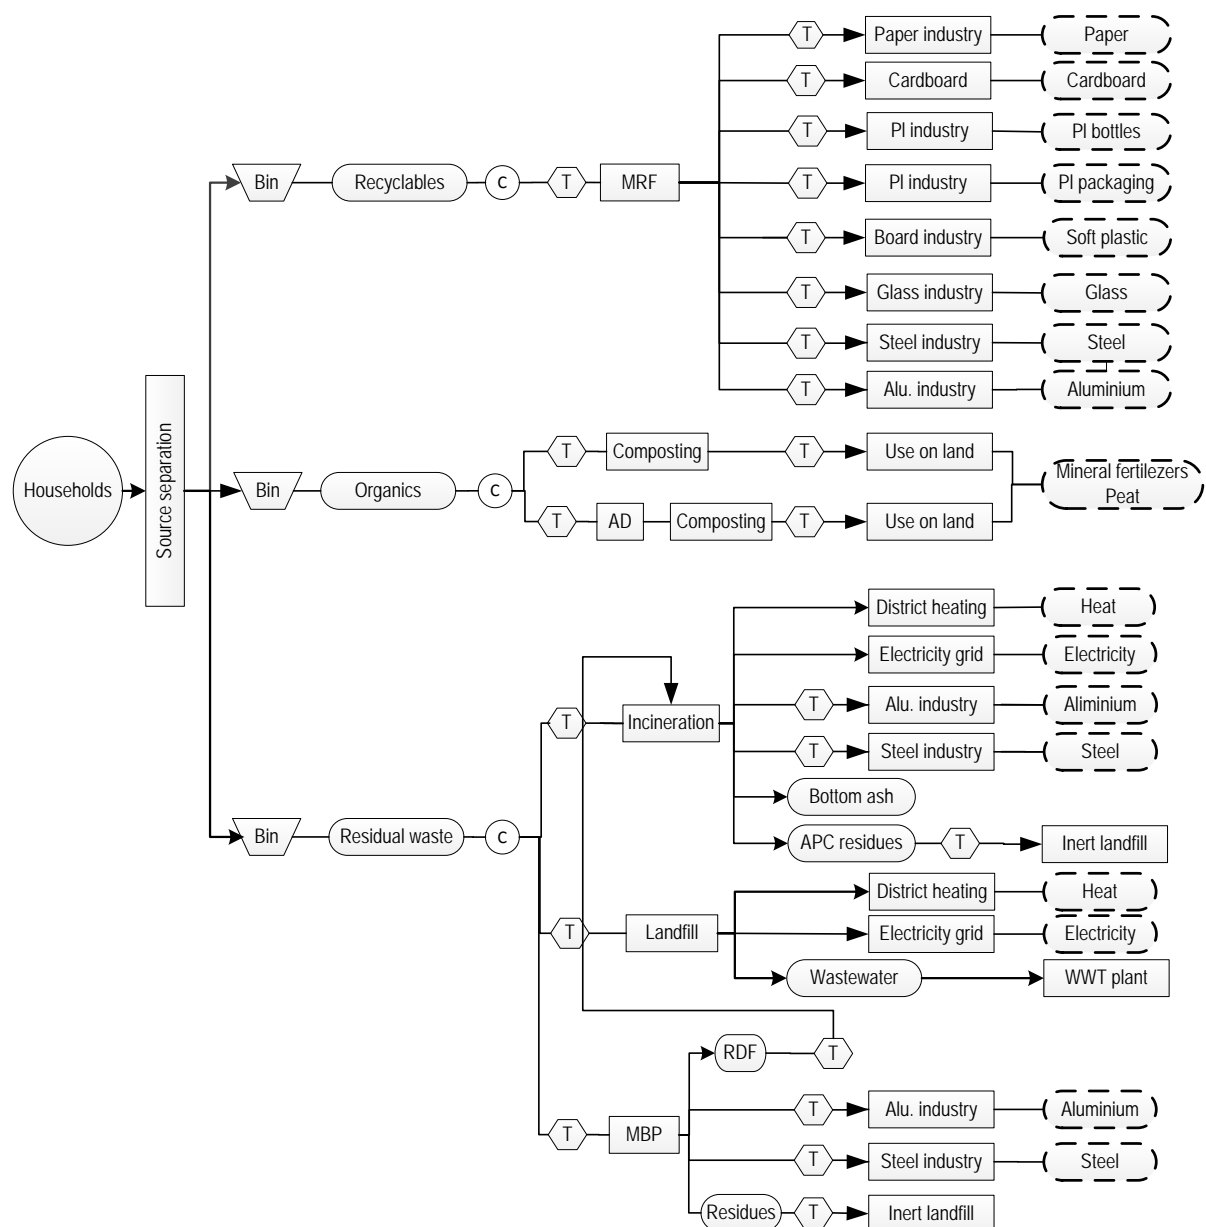 T Paper industry Paper
T Cardboard Cardboard
T Pl industry Pl bottles
Bin Recyclables C T MRF T Pl industry Pl packaging
T Board industry Soft plastic
T Glass industry Glass
T Steel industry Steel
T Alu. industry Aluminium
Households
Source separation
T Composting T Use on land
Bin Organics C
Mineral fertilezers
Peat
T AD Composting T Use on land
District heating Heat
Electricity grid Electricity
T Alu. industry Aliminium
T Incineration
T Steel industry Steel
Bottom ash
Bin Residual waste C
APC residues T Inert landfill
District heating Heat
T Landfill Electricity grid Electricity
Wastewater WWT plant
RDF T
T Alu. industry Aluminium
T MBP
T Steel industry Steel
Residues T Inert landfill